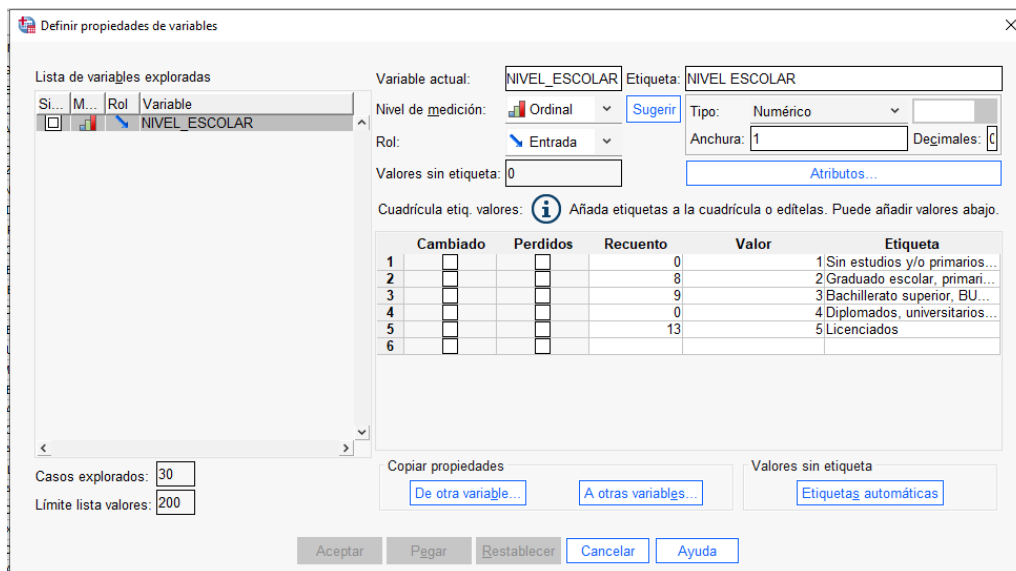 Definir propiedades de variables
Lista de variables exploradas
Si... M... Rol Variable
NIVEL_ESCOLAR
Casos explorados: 30
Límite lista valores: 200
Variable actual: NIVEL_ESCOLAR Etiqueta: NIVEL ESCOLAR
Nivel de medición: Ordinal Sugerir Tipo: Numérico
Rol: Entrada Anchura: 1 Decimales:
Valores sin etiqueta: 0 Atributos...
Cuadrícula etiq. valores: Añada etiquetas a la cuadrícula o edítelas. Puede añadir valores abajo.
Cambiado Perdidos Recuento Valor Etiqueta
1 0 1 Sin estudios y/o primarios...
2 8 2 Graduado escolar, primari...
3 9 3 Bachillerato superior, BU...
4 0 4 Diplomados, universitarios...
5 13 5 Licenciados
6
Copiar propiedades Valores sin etiqueta
De otra variable... A otras variables... Etiquetas automáticas
Aceptar Pegar Restablecer Cancelar Ayuda